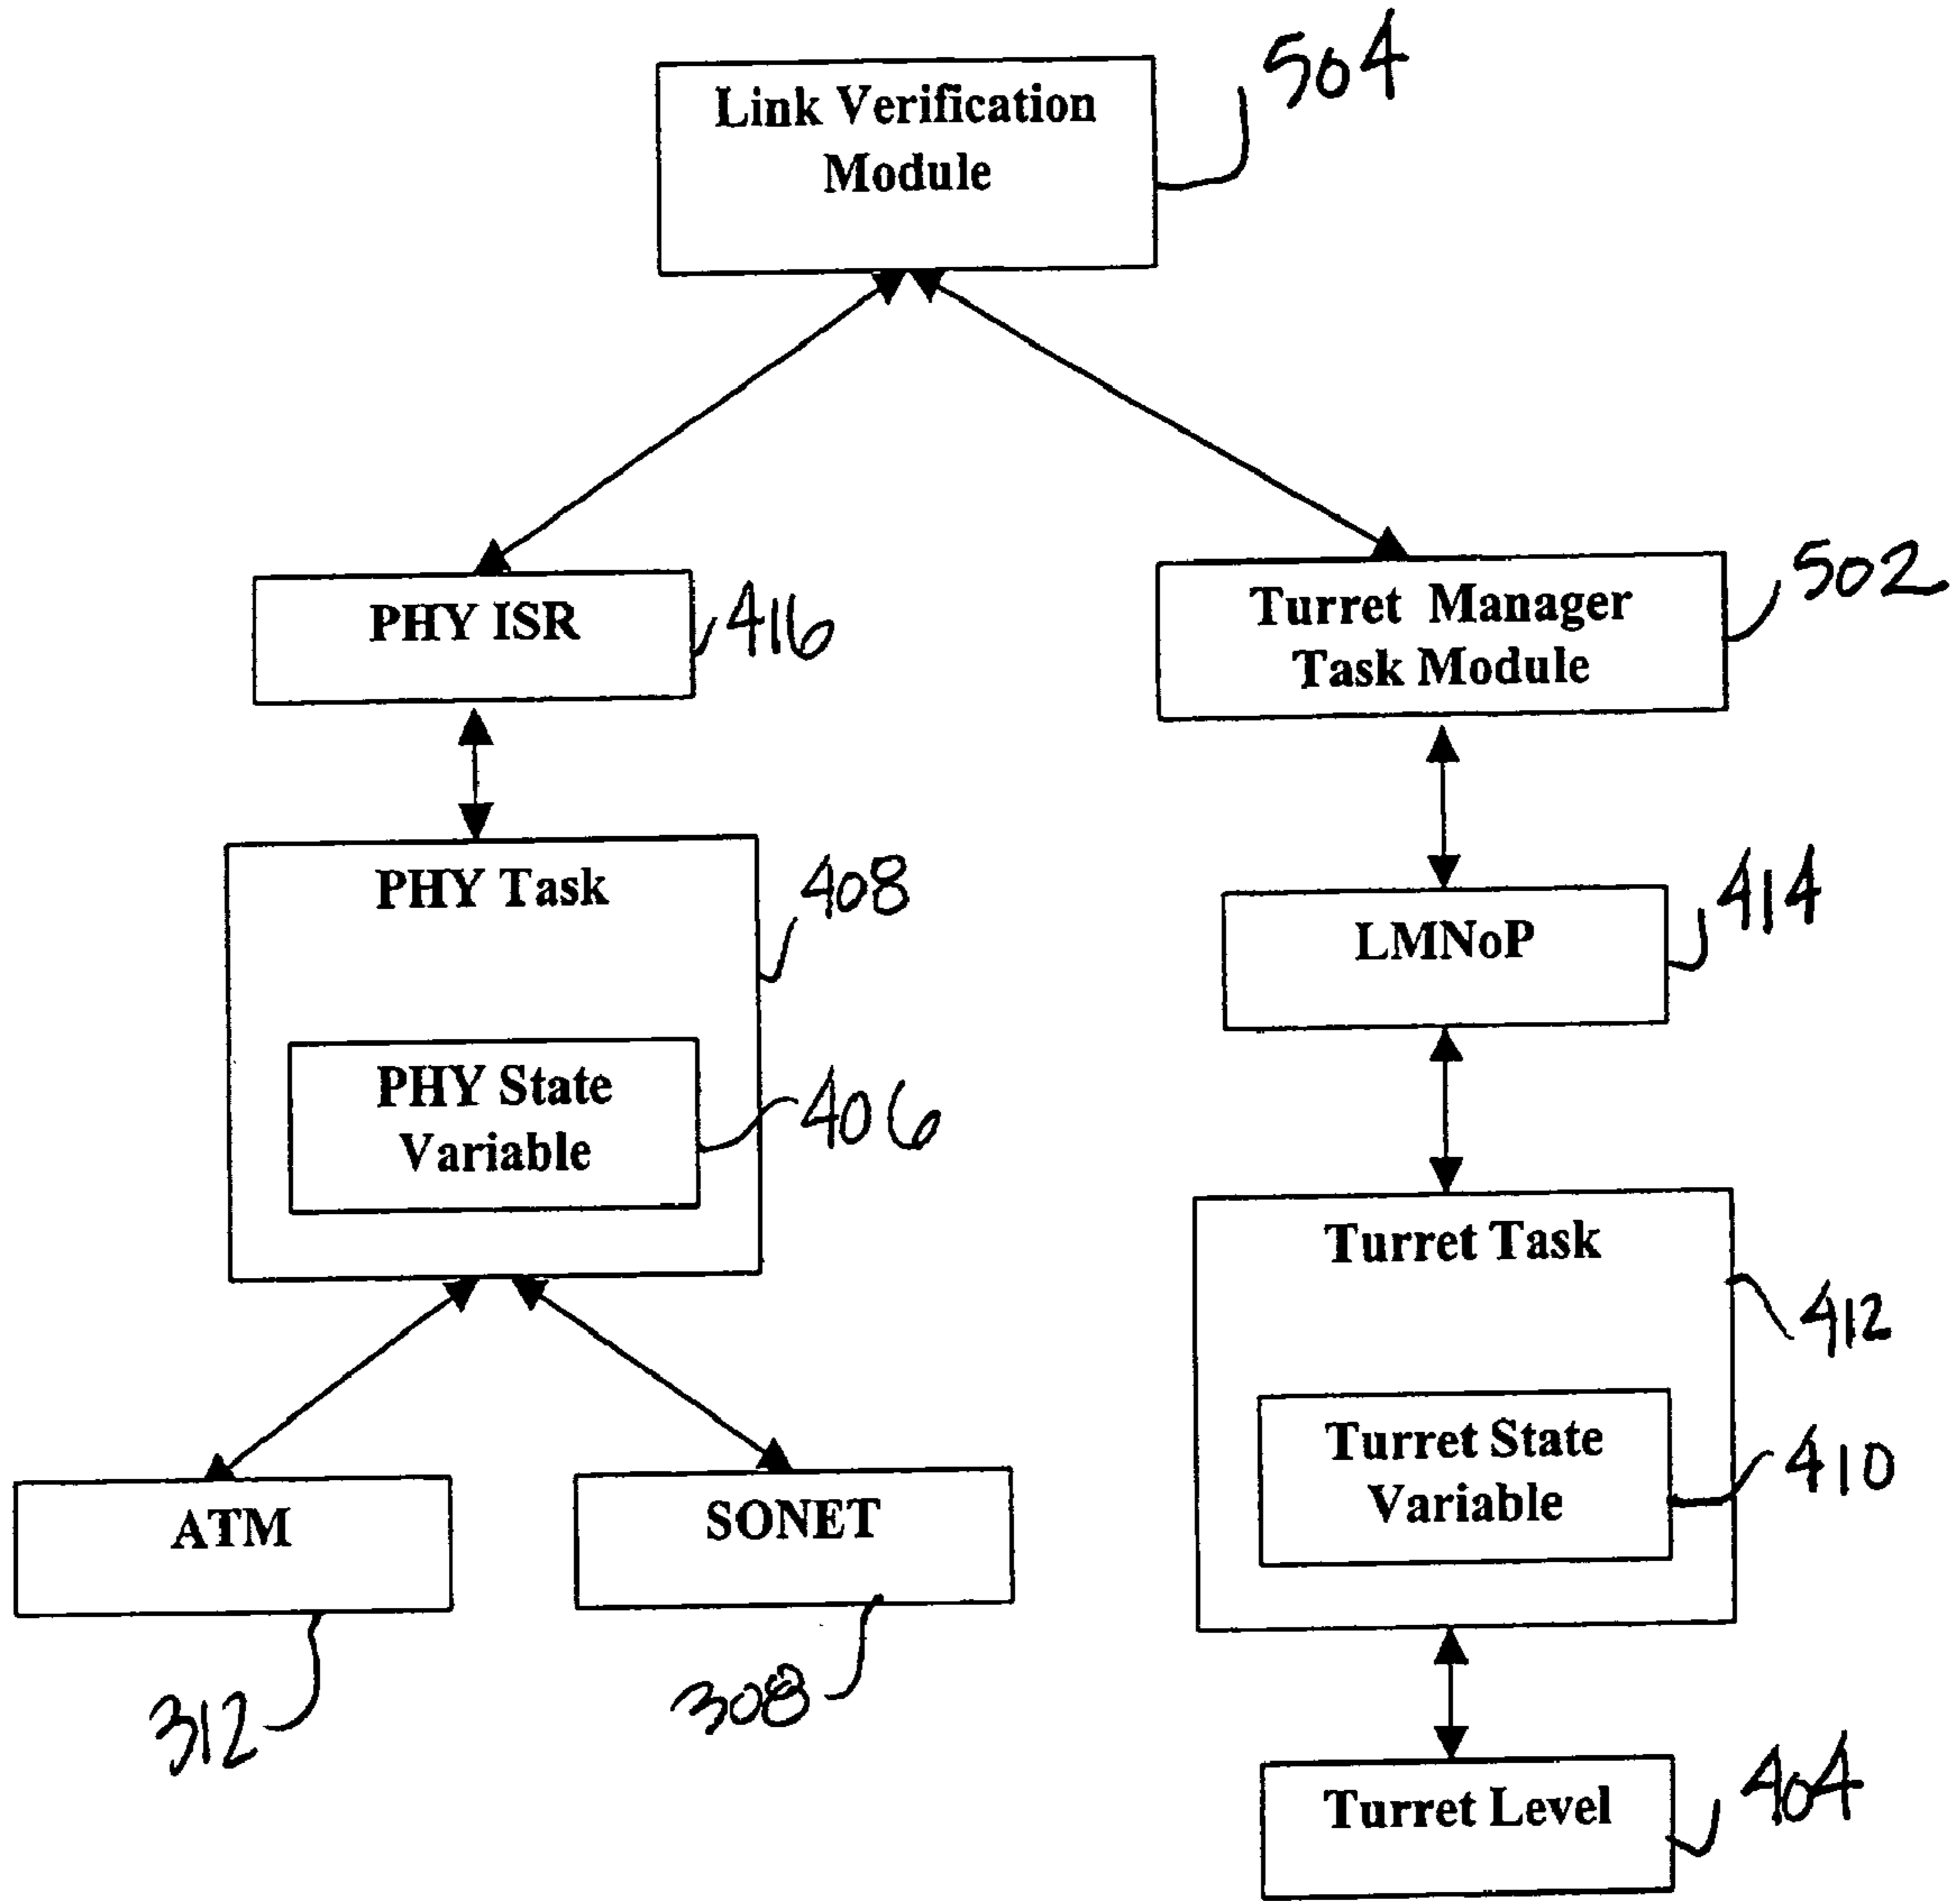 504
Link Verification
Module
502
PHY ISR
416
Turret Manager
Task Module
PHY Task
408
414
LMNoP
PHY State
Variable
406
Turret Task
412
Turret State
Variable
410
ATM
SONET
312
308
Turret Level
404